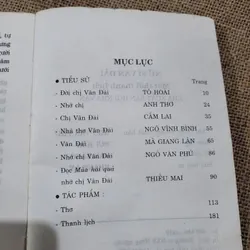 MỤC LỤC
• TIỂU SỬ Trang
- Đời chị Vân Đài TÔ HOÀI 10
- Nhớ chị ANH THƠ 24
- Chị Vân Đài CẨM LAI 35
- Nhà thơ Vân Đài NGÔ VĨNH BÌNH 55
- Vân Đài MÃ GIANG LÂN 65
- Nhớ chị Vân Đài NGÔ VĂN PHÚ 86
- Đọc Mùa hái quả
nhớ chị Vân Đài THIẾU MAI 90
• TÁC PHẨM :
- Thơ 113
- Thanh lịch 181